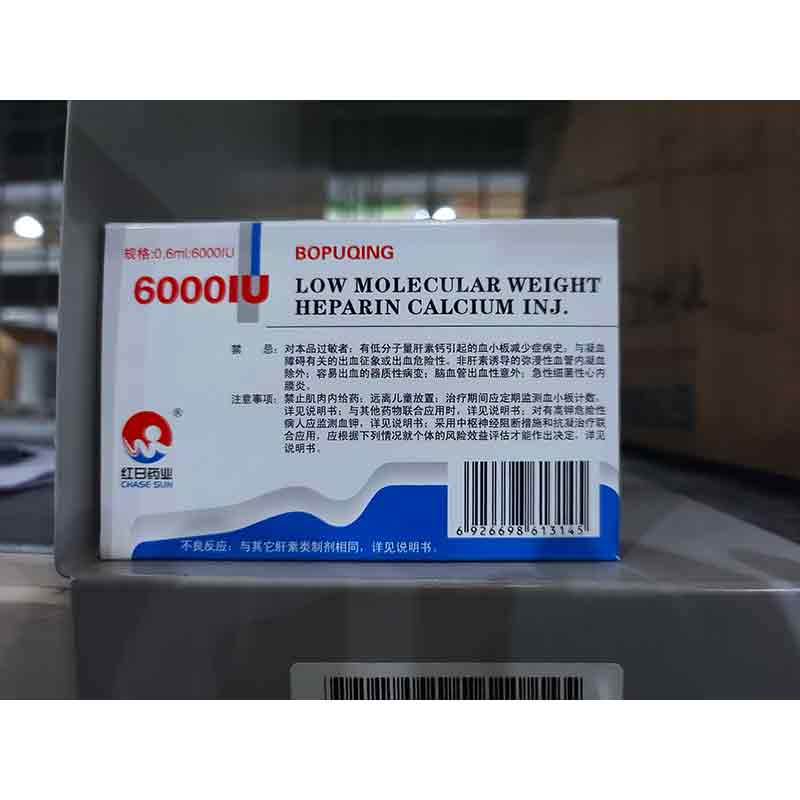 规格:0.6ml:6000IU
6000IU
BOPUQING
LOW MOLECULAR WEIGHT
HEPARIN CALCIUM INJ.
禁 忌: 对本品过敏者; 有低分子量肝素钙引起的血小板减少症病史; 与凝血
障碍有关的出血征象或出血危险性。非肝素诱导的弥漫性血管内凝血
除外; 容易出血的器质性病变; 脑血管出血性意外; 急性细菌性心内
膜炎。
注意事项: 禁止肌肉内给药; 远离儿童放置; 治疗期间应定期监测血小板计数。
详见说明书; 与其他药物联合应用时, 详见说明书; 对有高钾危险性
病人应监测血钾, 详见说明书; 采用中枢神经阻断措施和抗凝治疗联
合应用, 应根据下列情况就个体的风险效益评估才能作出决定, 详见
说明书。
®
红日药业
CHASE SUN
6 926698 613145
不良反应: 与其它肝素类制剂相同, 详见说明书。